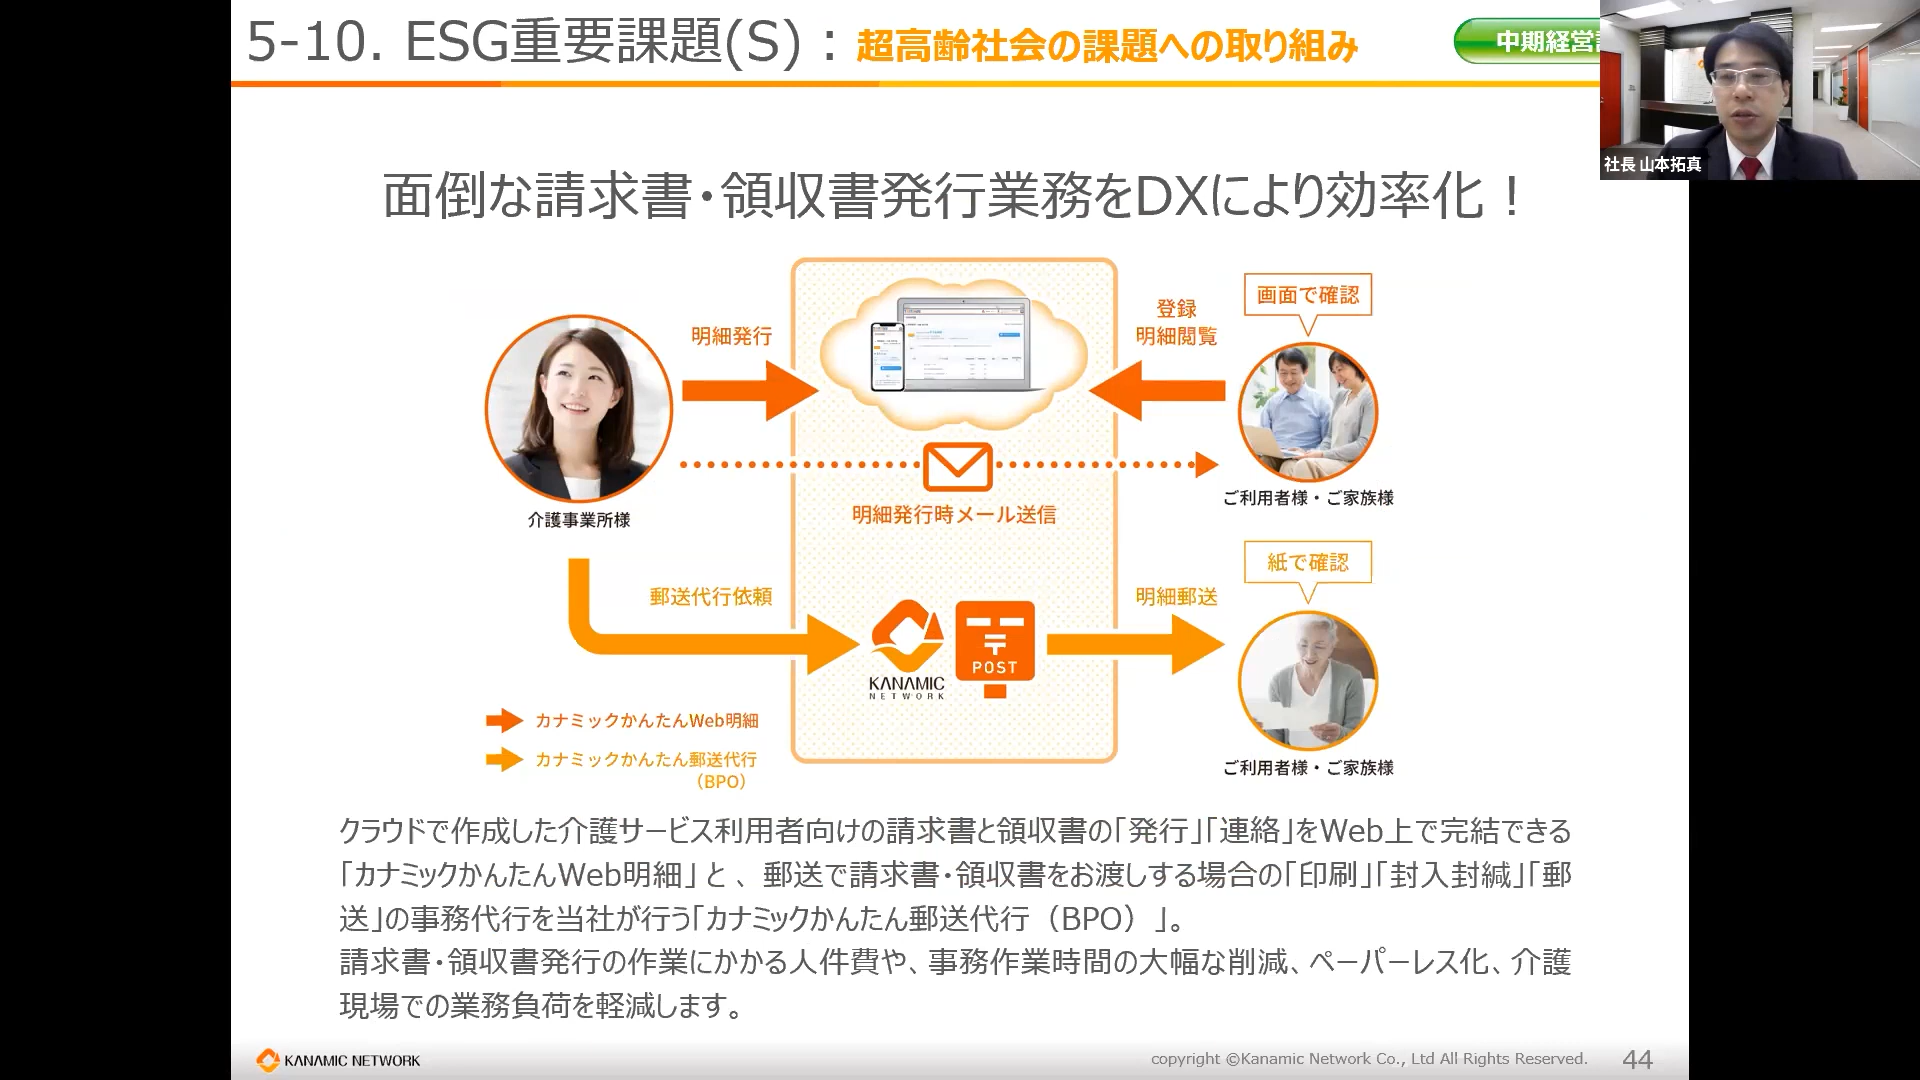 5-10. ESG重要課題(S)：超高齢社会の課題への取り組み
中期経営
社長 山本拓真
面倒な請求書・領収書発行業務をDXにより効率化！
明細発行
登録
明細閲覧
画面で確認
介護事業所様
明細発行時メール送信
ご利用者様・ご家族様
郵送代行依頼
明細郵送
紙で確認
KANAMIC
NETWORK
POST
カナミックかんたんWeb明細
カナミックかんたん郵送代行
（BPO）
ご利用者様・ご家族様
クラウドで作成した介護サービス利用者向けの請求書と領収書の「発行」「連絡」をWeb上で完結できる
「カナミックかんたんWeb明細」と、郵送で請求書・領収書をお渡しする場合の「印刷」「封入封緘」「郵
送」の事務代行を当社が行う「カナミックかんたん郵送代行（BPO）」。
請求書・領収書発行の作業にかかる人件費や、事務作業時間の大幅な削減、ペーパーレス化、介護
現場での業務負荷を軽減します。
KANAMIC NETWORK
copyright ©Kanamic Network Co., Ltd All Rights Reserved.
44